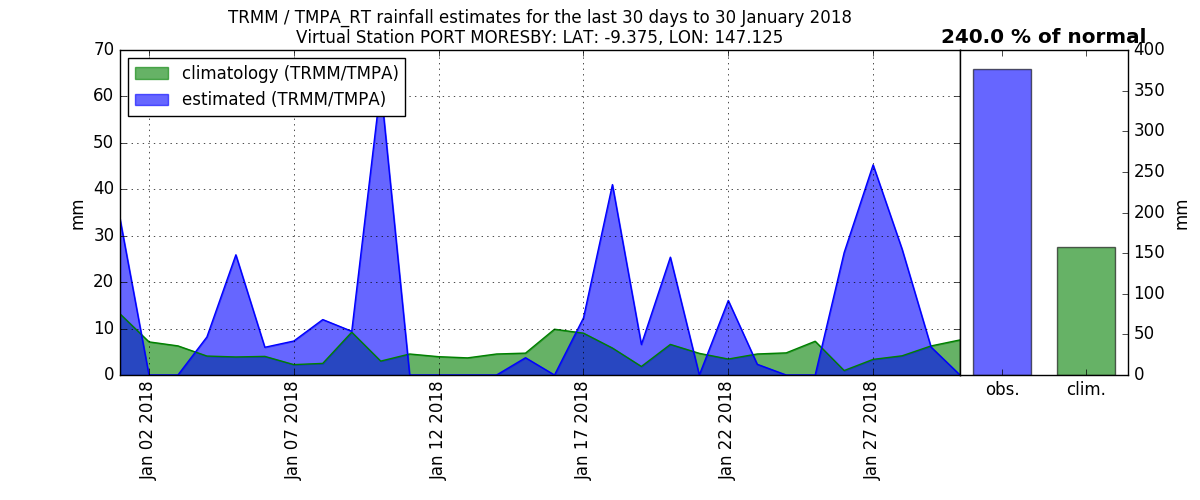 TRMM / TMPA_RT rainfall estimates for the last 30 days to 30 January 2018
Virtual Station PORT MORESBY: LAT: -9.375, LON: 147.125
240.0 % of normal
climatology (TRMM/TMPA)
estimated (TRMM/TMPA)
mm
70
60
50
40
30
20
10
0
Jan 02 2018
Jan 07 2018
Jan 12 2018
Jan 17 2018
Jan 22 2018
Jan 27 2018
obs.
clim.
400
350
300
250
200
150
100
50
0
mm